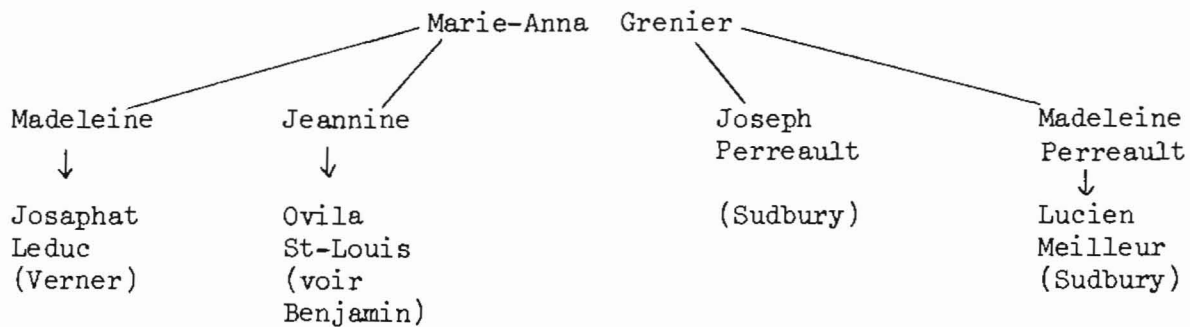 Marie-Anna Grenier
Madeleine
Jeannine
Joseph
Perreault
Madeleine
Perreault
Josaphat
Leduc
(Verner)
Ovila
St-Louis
(voir
Benjamin)
(Sudbury)
Lucien
Meilleur
(Sudbury)